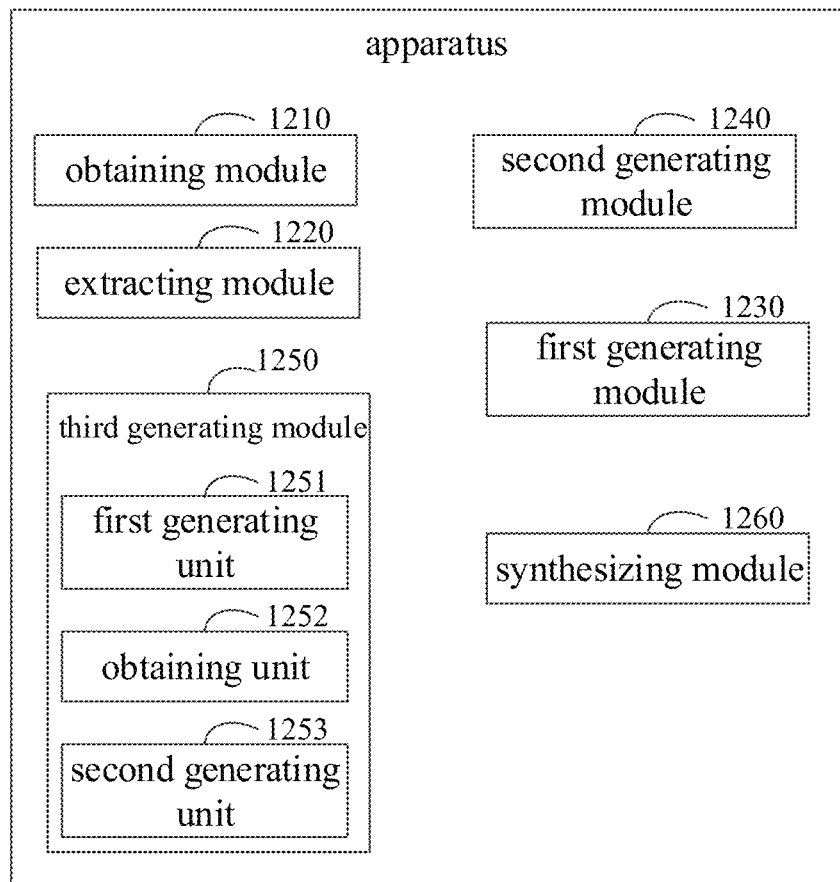 apparatus
1210
obtaining module
1220
extracting module
1250
third generating module
1251
first generating
unit
1252
obtaining unit
1253
second generating
unit
1240
second generating
module
1230
first generating
module
1260
synthesizing module